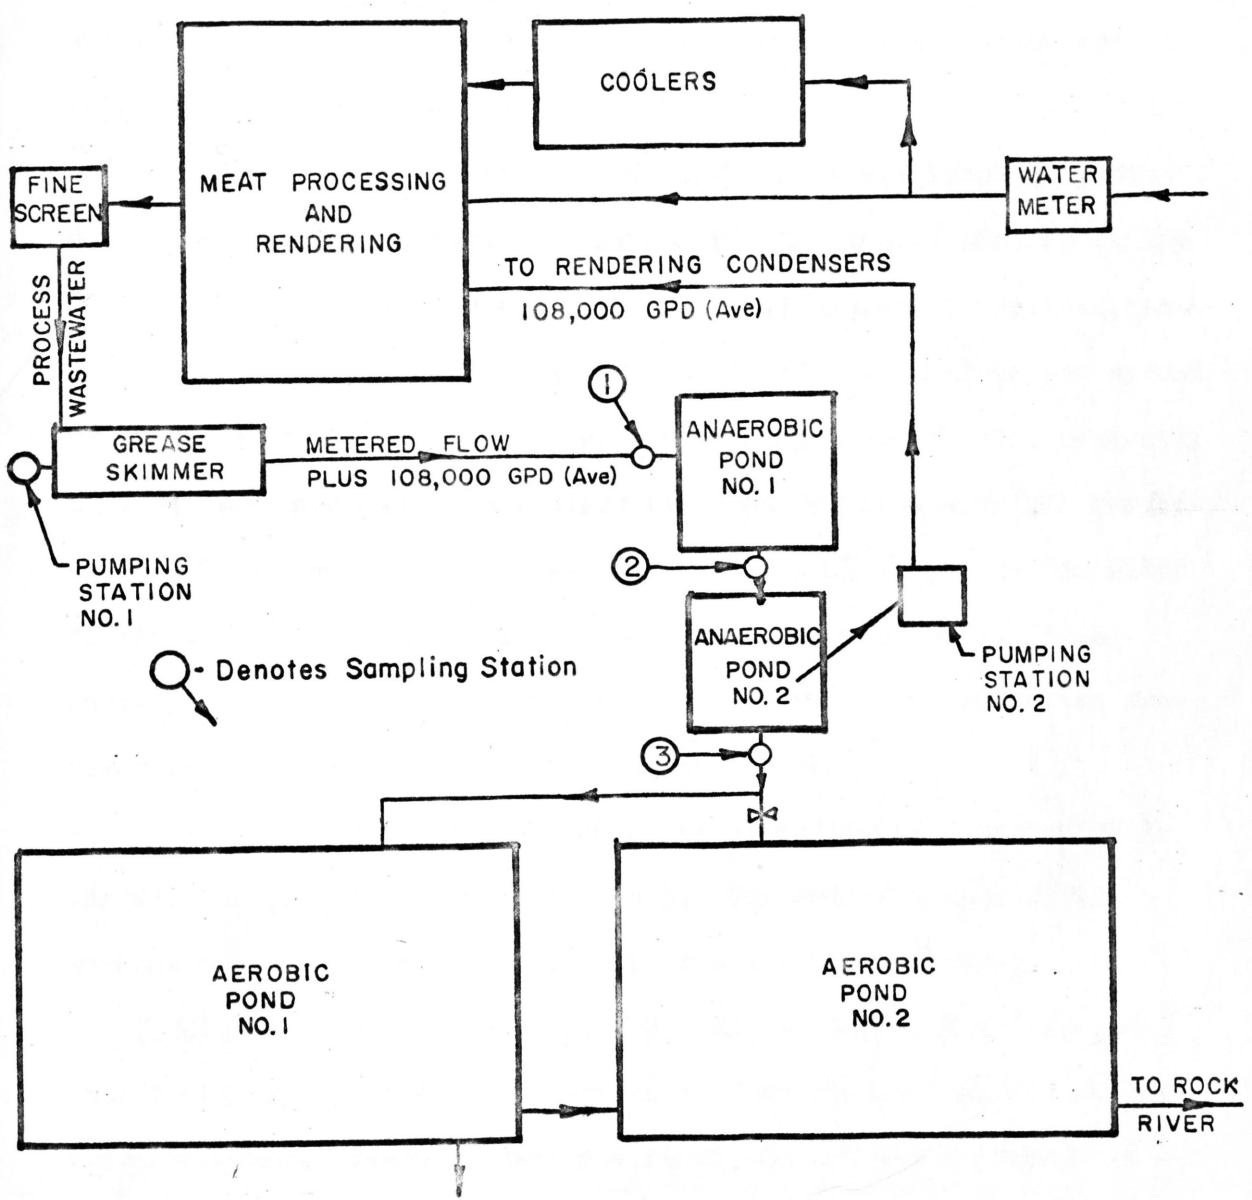 COOLERS
MEAT PROCESSING
AND
RENDERING
WATER
METER
FINE
SCREEN
TO RENDERING CONDENSERS
108,000 GPD (Ave)
PROCESS
WASTEWATER
1
GREASE
SKIMMER
METERED FLOW
PLUS 108,000 GPD (Ave)
ANAEROBIC
POND
NO. 1
PUMPING
STATION
NO. 1
2
ANAEROBIC
POND
NO. 2
PUMPING
STATION
NO. 2
- Denotes Sampling Station
3
AEROBIC
POND
NO. 1
AEROBIC
POND
NO. 2
TO ROCK
RIVER